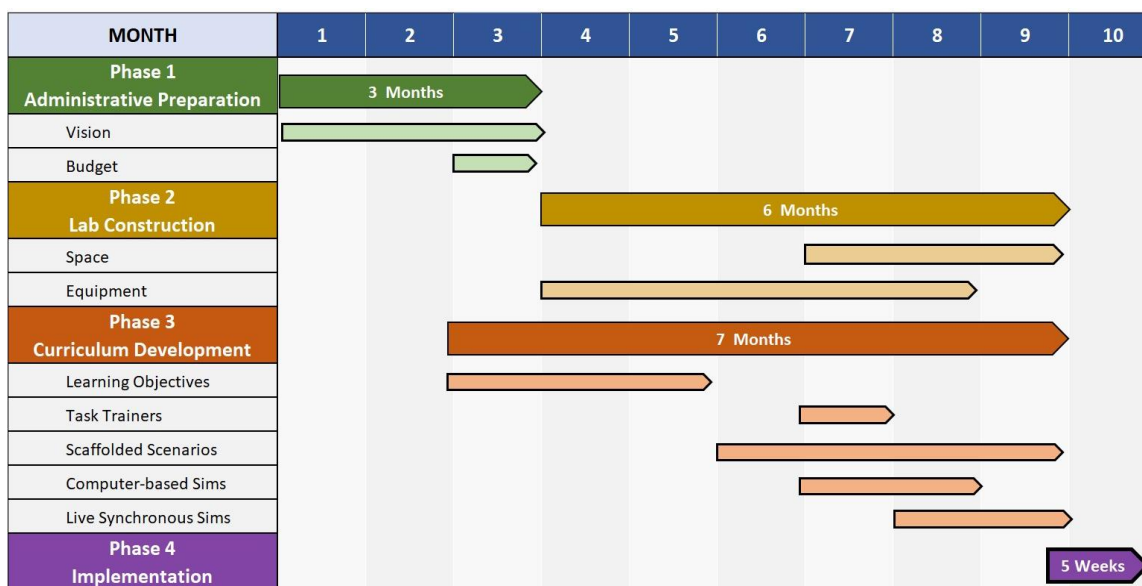 MONTH 1 2 3 4 5 6 7 8 9 10
Phase 1
Administrative Preparation
3 Months
Vision
Budget
Phase 2
Lab Construction
6 Months
Space
Equipment
Phase 3
Curriculum Development
7 Months
Learning Objectives
Task Trainers
Scaffolded Scenarios
Computer-based Sims
Live Synchronous Sims
Phase 4
Implementation
5 Weeks